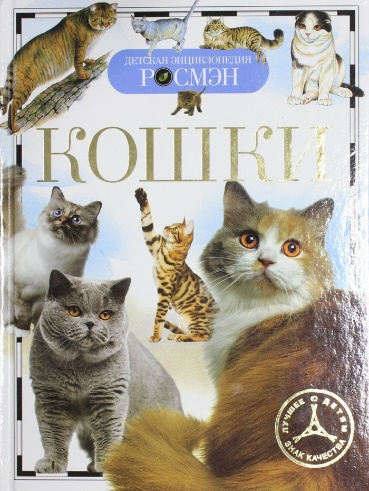 ДЕТСКАЯ ЭНЦИКЛОПЕДИЯ
РОСМЭН
КОШКИ
ЛУЧШЕЕ ДЕТЯМ
ЗНАК КАЧЕСТВА